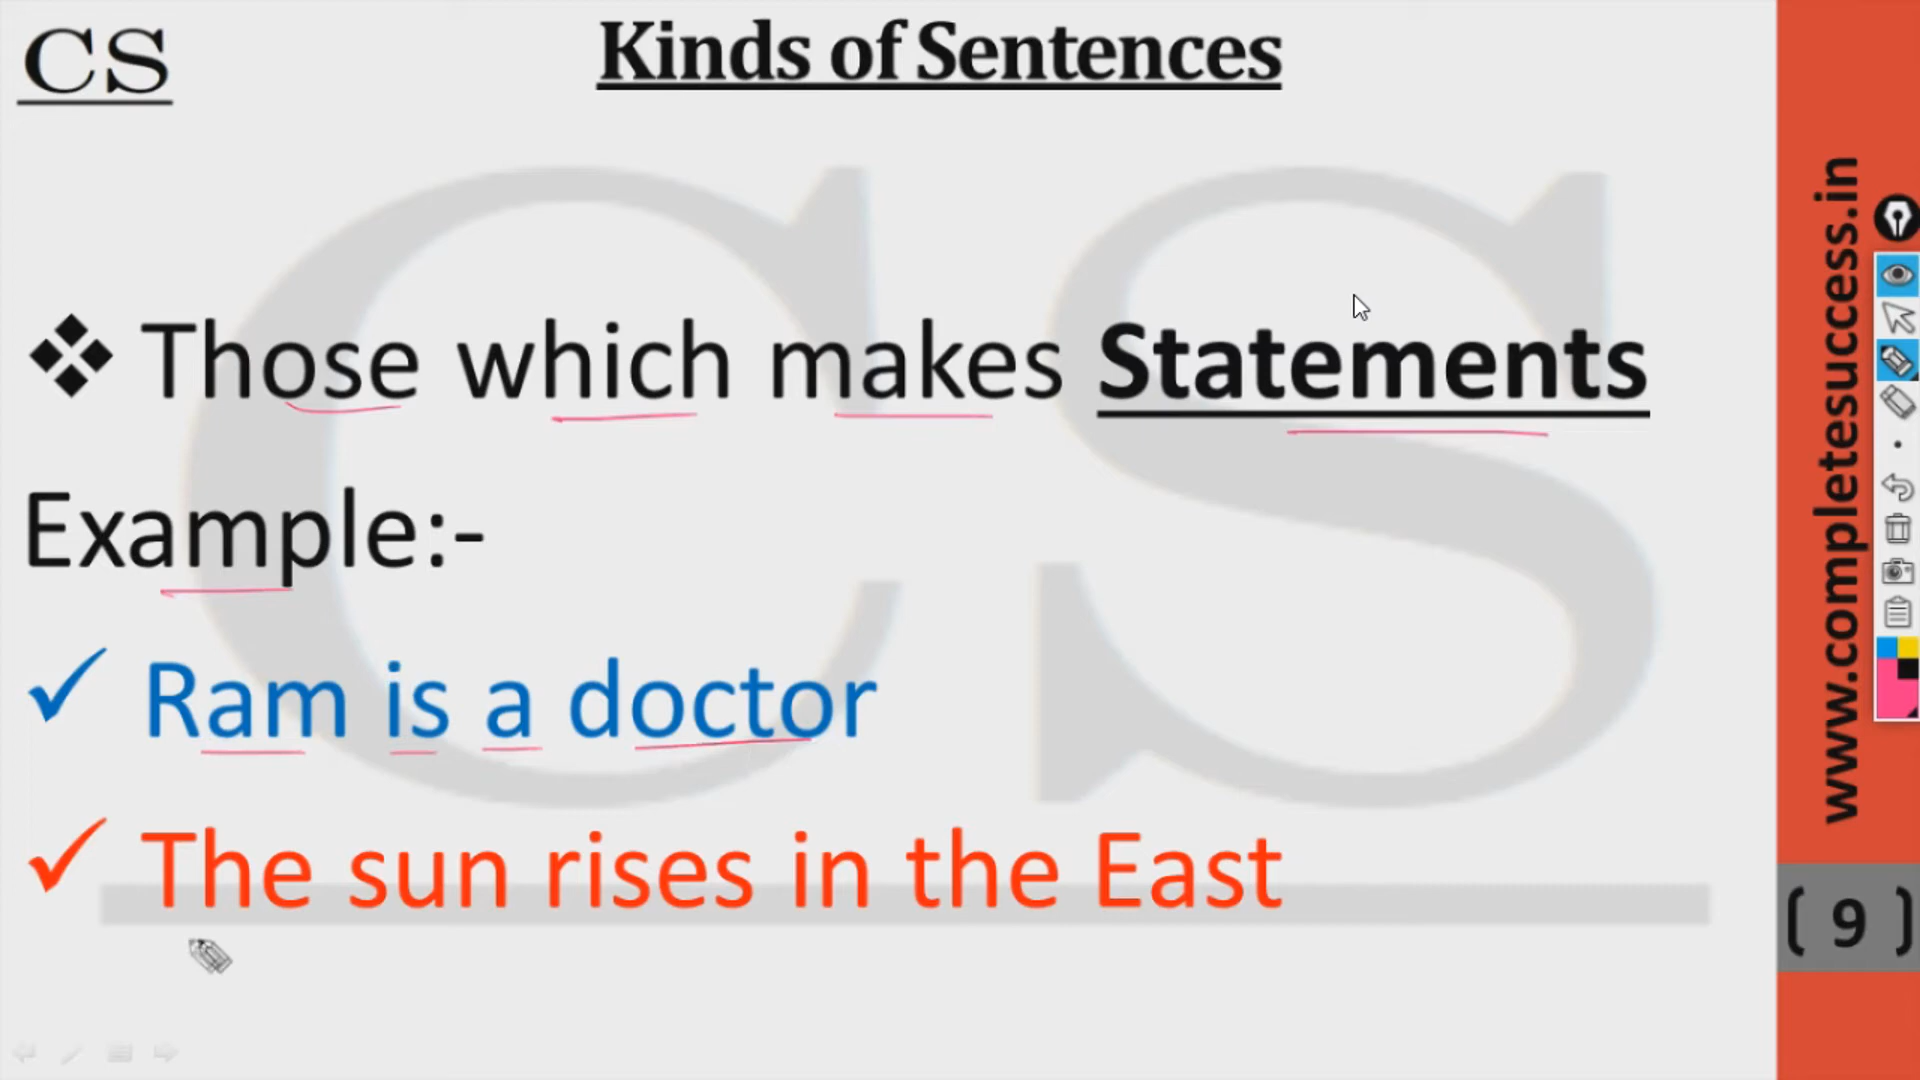 CS
Kinds of Sentences
Those which makes Statements
Example:-
Ram is a doctor
The sun rises in the East
www.completesuccess.in
( 9 )
CS